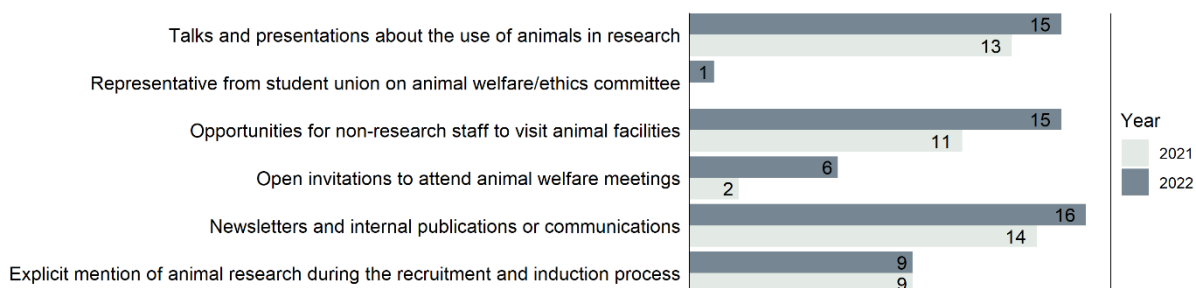 Talks and presentations about the use of animals in research
15
13
Representative from student union on animal welfare/ethics committee
1
Opportunities for non-research staff to visit animal facilities
15
11
Open invitations to attend animal welfare meetings
6
2
Newsletters and internal publications or communications
16
14
Explicit mention of animal research during the recruitment and induction process
9
9
Year
2021
2022